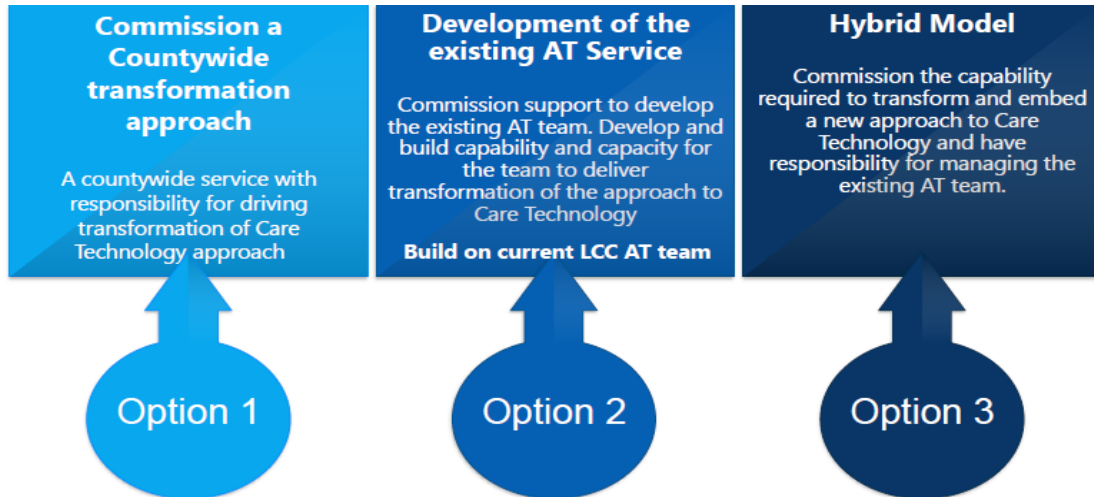 Commission a
Countywide
transformation
approach
A countywide service with
responsibility for driving
transformation of Care
Technology approach
Development of the
existing AT Service
Commission support to develop
the existing AT team. Develop and
build capability and capacity for
the team to deliver
transformation of the approach to
Care Technology
Build on current LCC AT team
Hybrid Model
Commission the capability
required to transform and embed
a new approach to Care
Technology and have
responsibility for managing the
existing AT team.
Option 1
Option 2
Option 3